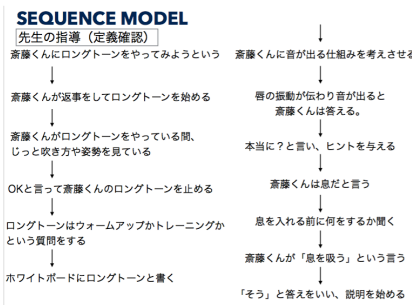 SEQUENCE MODEL
先生の指導（定義確認）
斎藤くんにロングトーンをやってみようという
斎藤くんが返事をしてロングトーンを始める
斎藤くんがロングトーンをやっている間、
じっと吹き方や姿勢を見ている
OKと言って斎藤くんのロングトーンを止める
ロングトーンはウォームアップかトレーニングか
という質問をする
ホワイトボードにロングトーンと書く
斎藤くんに音が出る仕組みを考えさせる
唇の振動が伝わり音が出ると
斎藤くんは答える。
本当に？と言い、ヒントを与える
斎藤くんは息だと言う
息を入れる前に何をするか聞く
斎藤くんが「息を吸う」という言う
「そう」と答えをいい、説明を始める